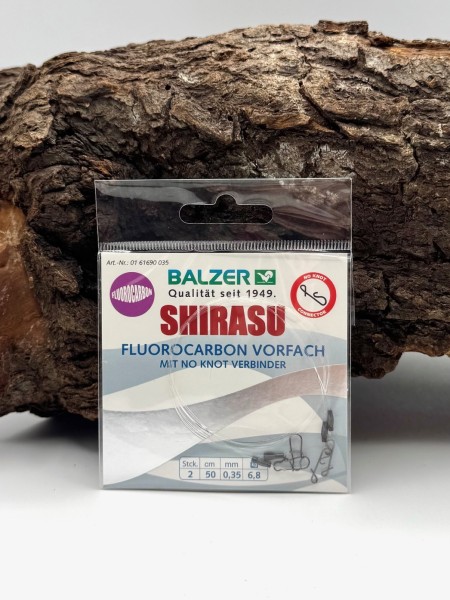 Art.-Nr.: 01 61690 035
FLUOROCARBON
BALZER
Qualität seit 1949.
NO KNOT
CONNECTOR
SHIRASU
FLUOROCARBON VORFACH
MIT NO KNOT VERBINDER
Stck. cm mm
2 50 0,35 6,8